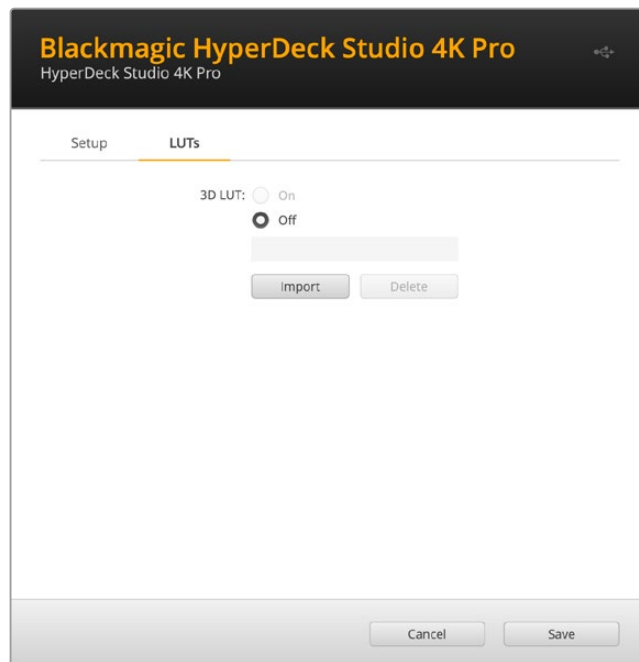 Blackmagic HyperDeck Studio 4K Pro
HyperDeck Studio 4K Pro
Setup LUTs
3D LUT: On
Off
Import Delete
Cancel Save